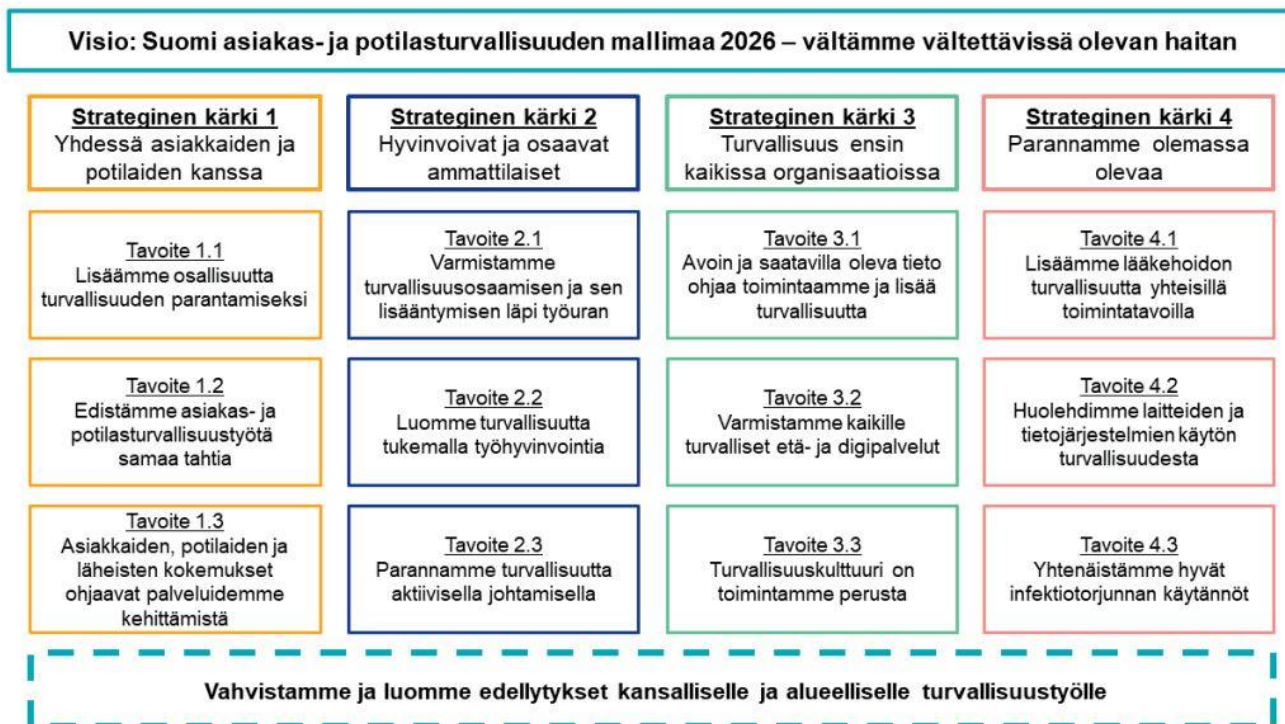 Visio: Suomi asiakas- ja potilasturvallisuuden mallimaa 2026 – vältämme vältettävissä olevan haitan
Strateginen kärki 1
Yhdessä asiakkaiden ja
potilaiden kanssa
Tavoite 1.1
Lisäämme osallisuutta
turvallisuuden parantamiseksi
Tavoite 1.2
Edistämme asiakas- ja
potilasturvallisuustyötä
samaa tahtia
Tavoite 1.3
Asiakkaiden, potilaiden ja
läheisten kokemukset
ohjaavat palveluidemme
kehittämistä
Strateginen kärki 2
Hyvinvoivat ja osaavat
ammattilaiset
Tavoite 2.1
Varmistamme
turvallisuusosaamisen ja sen
lisääntymisen läpi työuran
Tavoite 2.2
Luomme turvallisuutta
tukemalla työhyvinvointia
Tavoite 2.3
Parannamme turvallisuutta
aktiivisella johtamisella
Strateginen kärki 3
Turvallisuus ensin
kaikissa organisaatioissa
Tavoite 3.1
Avoin ja saatavilla oleva tieto
ohjaa toimintaamme ja lisää
turvallisuutta
Tavoite 3.2
Varmistamme kaikille
turvalliset etä- ja digipalvelut
Tavoite 3.3
Turvallisuuskulttuuri on
toimintamme perusta
Strateginen kärki 4
Parannamme olemassa
olevaa
Tavoite 4.1
Lisäämme lääkehoidon
turvallisuutta yhteisillä
toimintatavoilla
Tavoite 4.2
Huolehdimme laitteiden ja
tietojärjestelmien käytön
turvallisuudesta
Tavoite 4.3
Yhtenäistämme hyvät
infektiotorjunnan käytännöt
Vahvistamme ja luomme edellytykset kansalliselle ja alueelliselle turvallisuustyölle